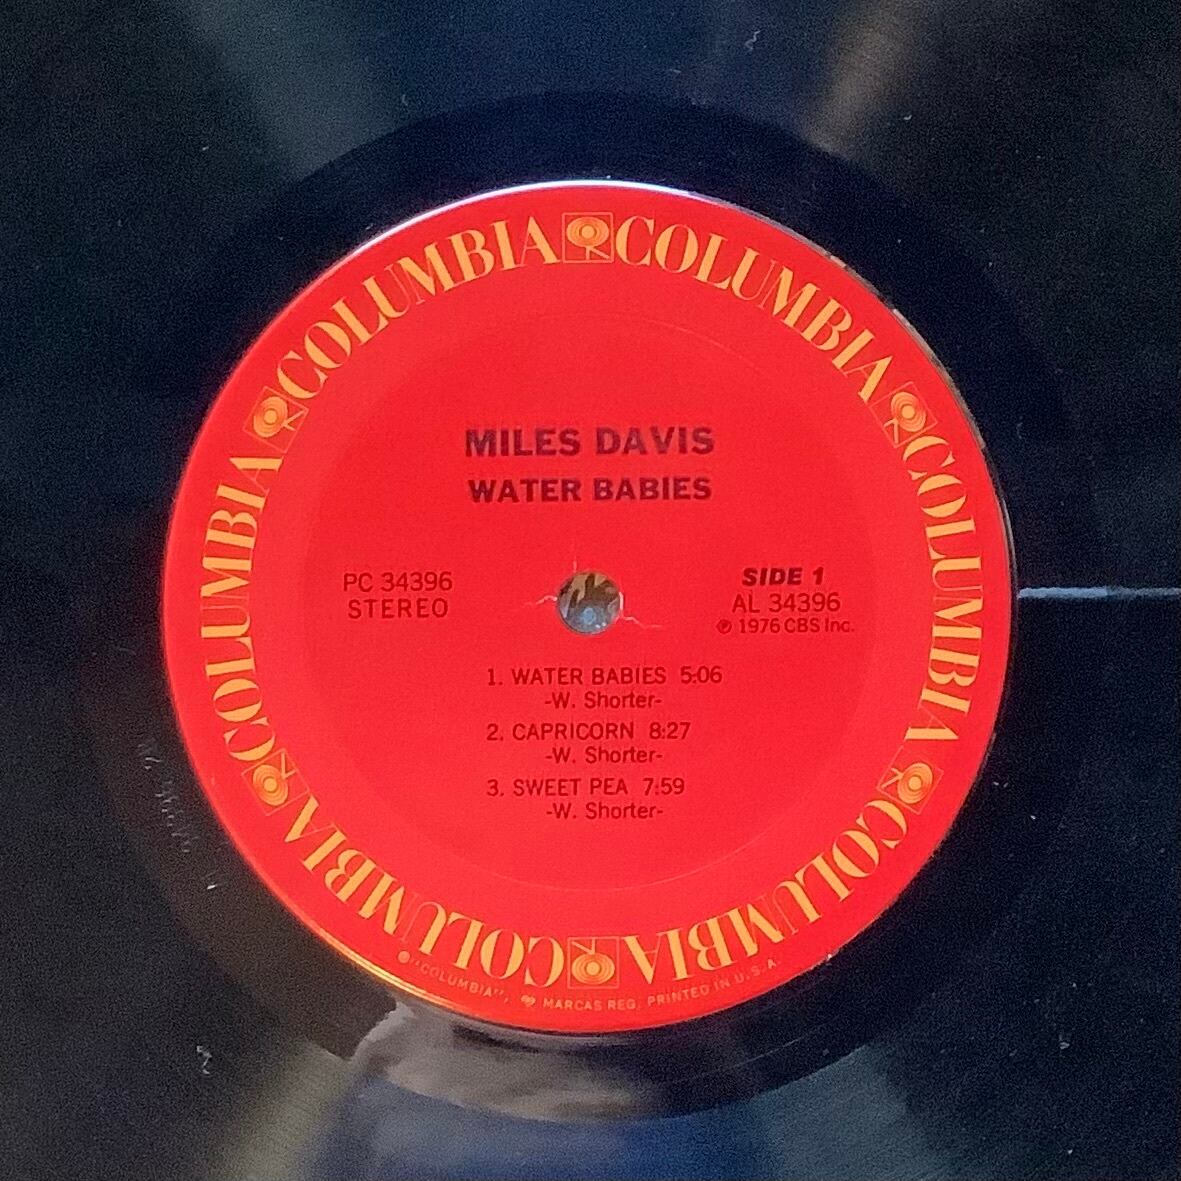 COLUMBIA COLUMBIA COLUMBIA COLUMBIA COLUMBIA COLUMBIA
MILES DAVIS
WATER BABIES
PC 34396
STEREO
SIDE 1
AL 34396
℗ 1976 CBS Inc.
1. WATER BABIES 5:06
-W. Shorter-
2. CAPRICORN 8:27
-W. Shorter-
3. SWEET PEA 7:59
-W. Shorter-
"COLUMBIA", MARCAS REG. PRINTED IN U.S.A.